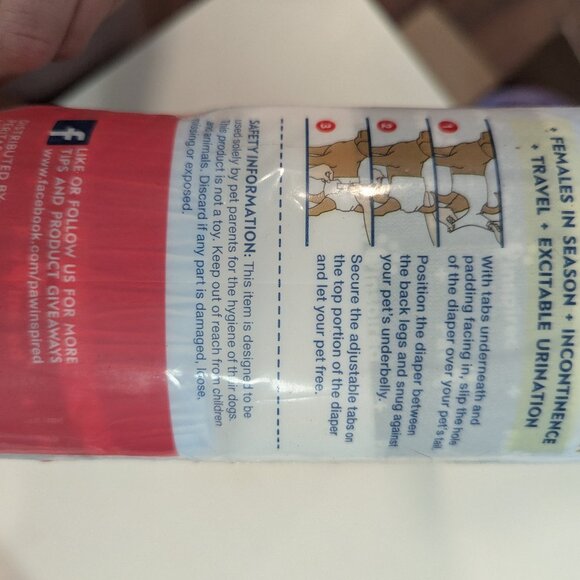 + FEMALES IN SEASON + INCONTINENCE
+ TRAVEL + EXCITABLE URINATION
1
With tabs underneath and
padding facing in, slip the hole
of the diaper over your pet's tail.
2
Position the diaper between
the back legs and snug against
your pet's underbelly.
3
Secure the adjustable tabs on
the top portion of the diaper
and let your pet free.
SAFETY INFORMATION: This item is designed to be
used solely by pet parents for the hygiene of their dogs.
This product is not a toy. Keep out of reach from children
and animals. Discard if any part is damaged, loose,
missing or exposed.
f
LIKE OR FOLLOW US FOR MORE
TIPS AND PRODUCT GIVEAWAYS
www.facebook.com/pawinspired
DISTRIBUTED BY